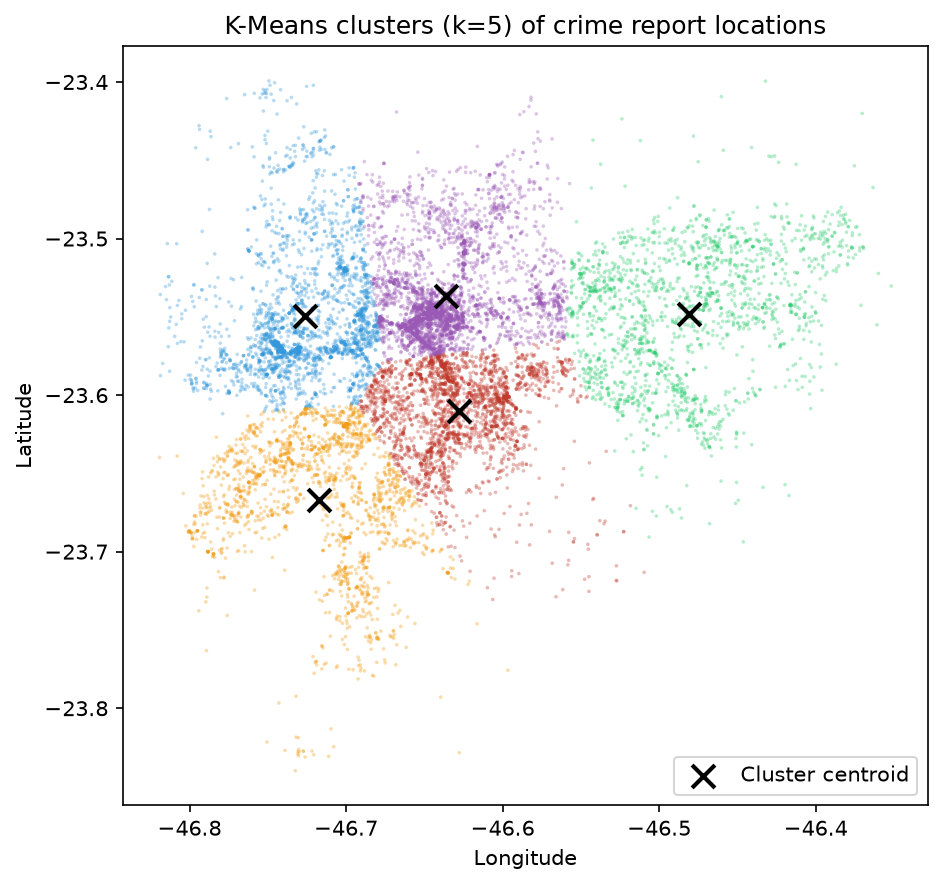 K-Means clusters (k=5) of crime report locations
Latitude
−23.4
−23.5
−23.6
−23.7
−23.8
−46.8
−46.7
−46.6
−46.5
−46.4
Longitude
Cluster centroid